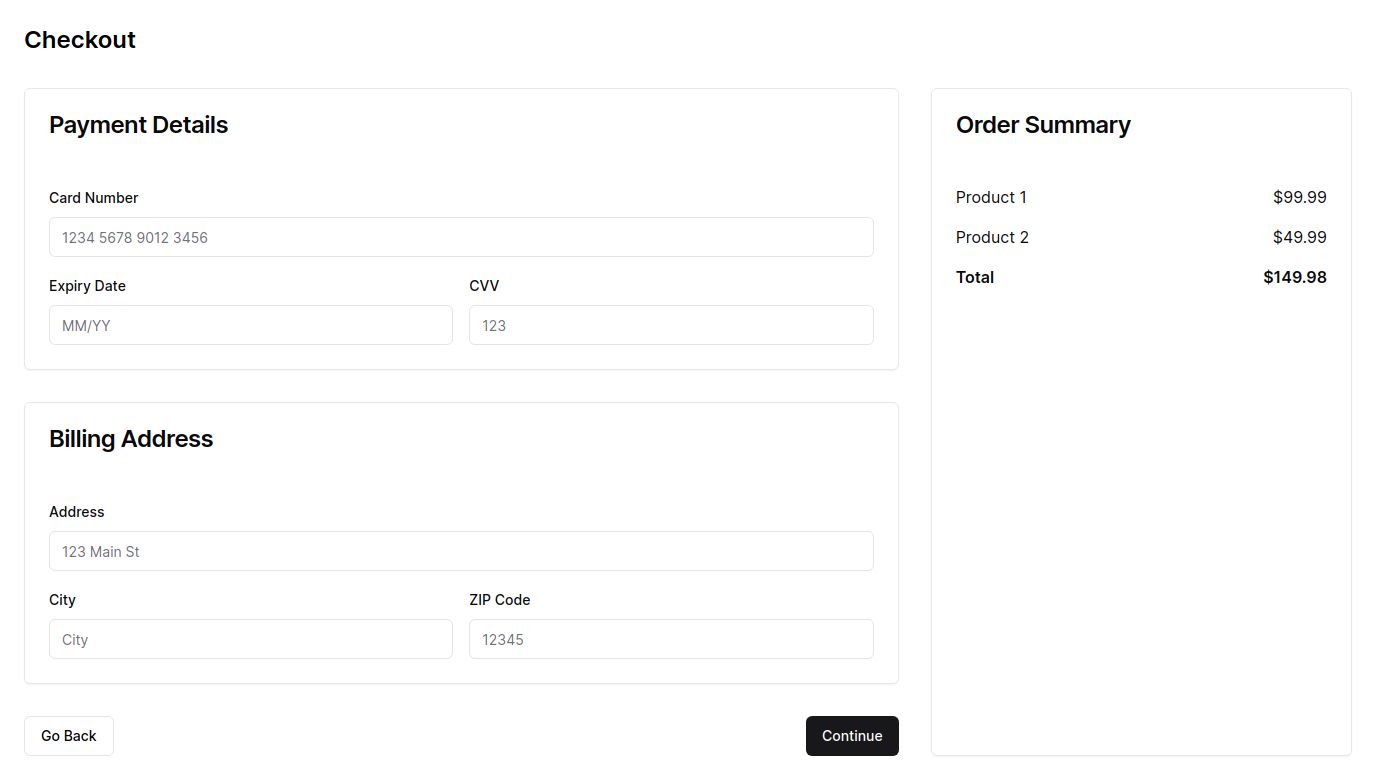 Checkout
Payment Details
Card Number
1234 5678 9012 3456
Expiry Date CVV
MM/YY 123
Billing Address
Address
123 Main St
City ZIP Code
City 12345
Go Back Continue
Order Summary
Product 1 $99.99
Product 2 $49.99
Total $149.98